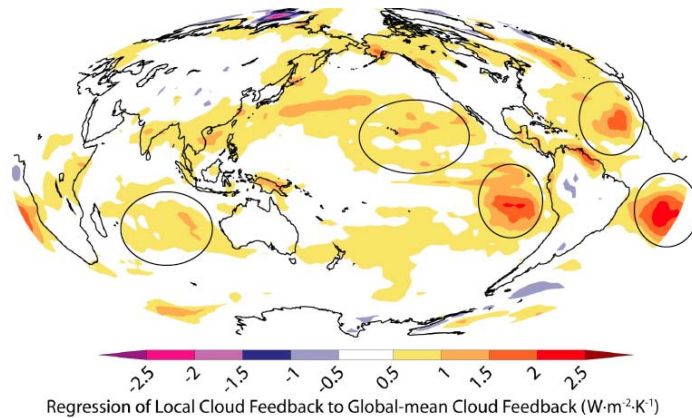 -2.5 -2 -1.5 -1 -0.5 0.5 1 1.5 2 2.5
Regression of Local Cloud Feedback to Global-mean Cloud Feedback (W·m⁻²·K⁻¹)